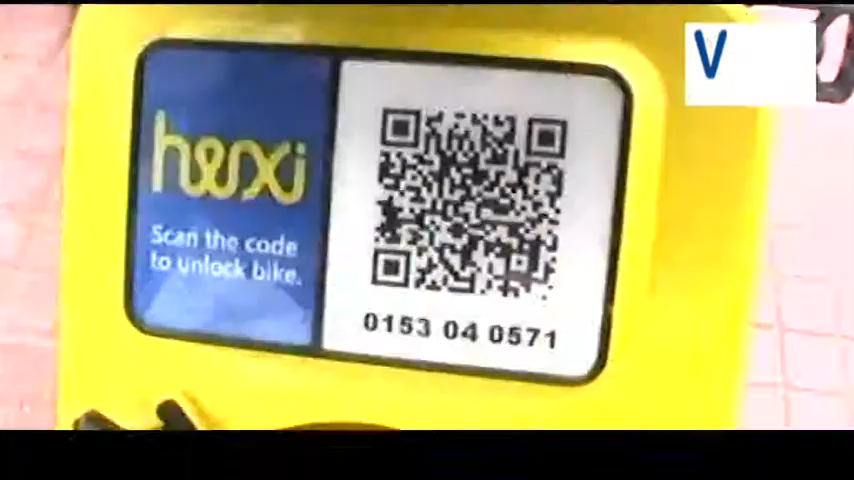 V
hexi
Scan the code
to unlock bike.
0153 04 0571